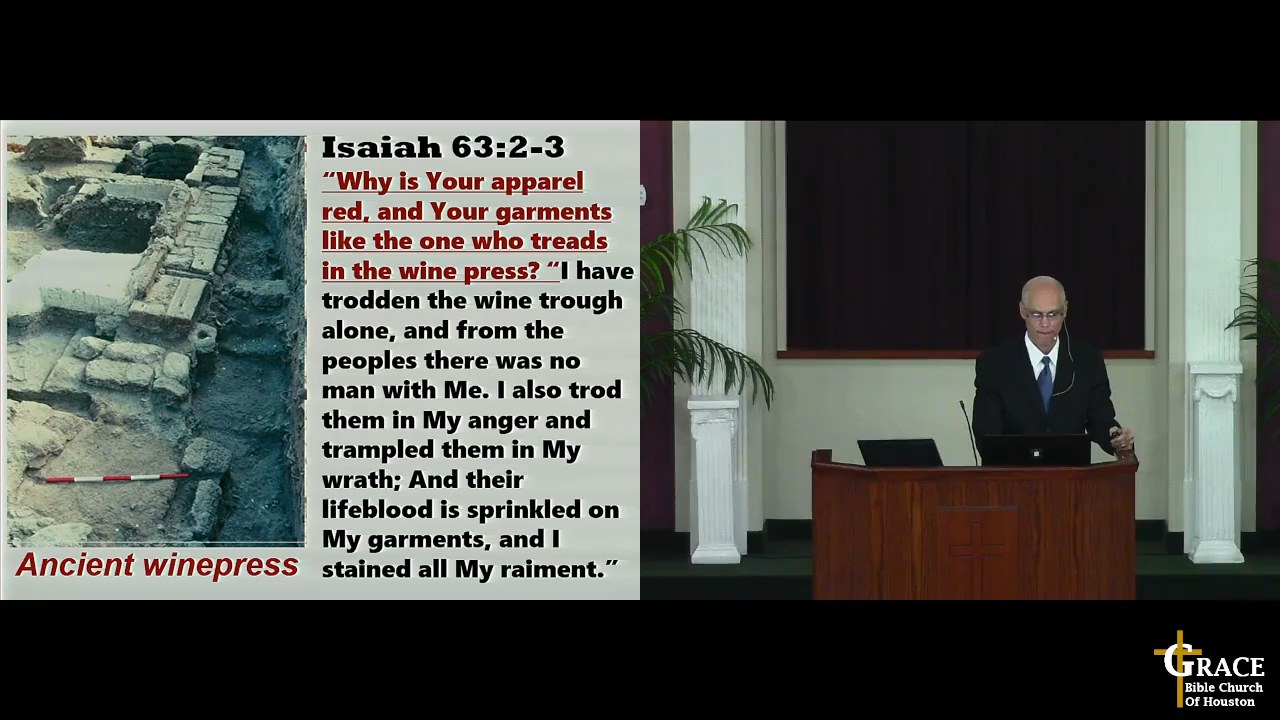 Isaiah 63:2-3
“Why is Your apparel
red, and Your garments
like the one who treads
in the wine press? “I have
trodden the wine trough
alone, and from the
peoples there was no
man with Me. I also trod
them in My anger and
trampled them in My
wrath; And their
lifeblood is sprinkled on
My garments, and I
stained all My raiment.”
Ancient winepress
GRACE
Bible Church
Of Houston